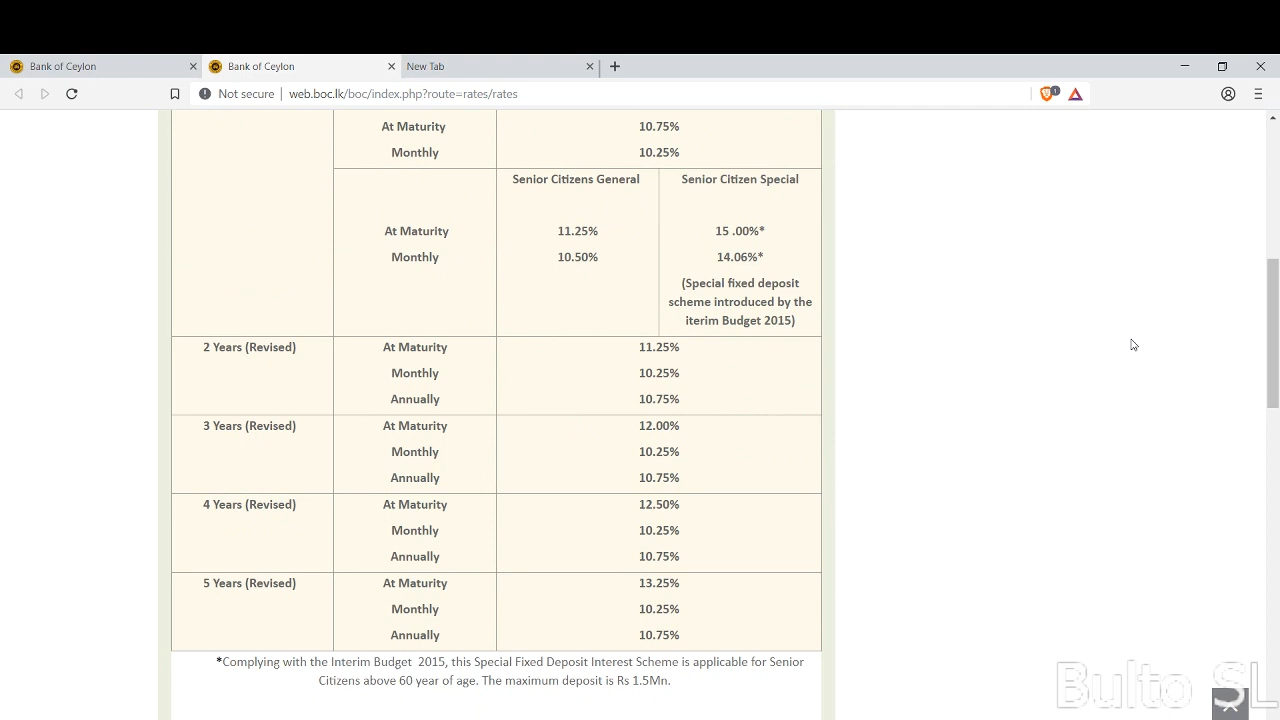 Bank of Ceylon
Bank of Ceylon
New Tab
Not secure web.boc.lk/boc/index.php?route=rates/rates
1
At Maturity 10.75%
Monthly 10.25%
Senior Citizens General Senior Citizen Special
At Maturity 11.25% 15 .00%*
Monthly 10.50% 14.06%*
(Special fixed deposit
scheme introduced by the
iterim Budget 2015)
2 Years (Revised) At Maturity 11.25%
Monthly 10.25%
Annually 10.75%
3 Years (Revised) At Maturity 12.00%
Monthly 10.25%
Annually 10.75%
4 Years (Revised) At Maturity 12.50%
Monthly 10.25%
Annually 10.75%
5 Years (Revised) At Maturity 13.25%
Monthly 10.25%
Annually 10.75%
*Complying with the Interim Budget 2015, this Special Fixed Deposit Interest Scheme is applicable for Senior
Citizens above 60 year of age. The maximum deposit is Rs 1.5Mn.
Bulto SL